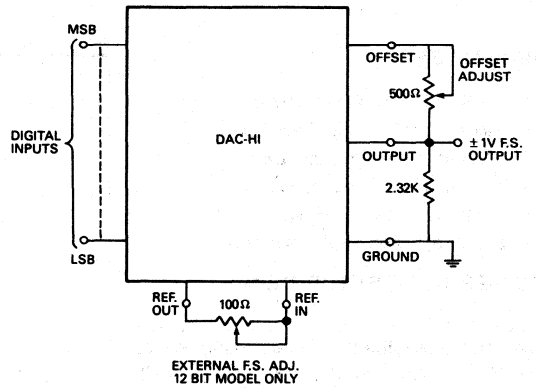 MSB
DIGITAL
INPUTS
LSB
DAC-HI
OFFSET
OFFSET
ADJUST
500Ω
OUTPUT
± 1V F.S.
OUTPUT
2.32K
GROUND
REF.
OUT
100Ω
REF.
IN
EXTERNAL F.S. ADJ.
12 BIT MODEL ONLY